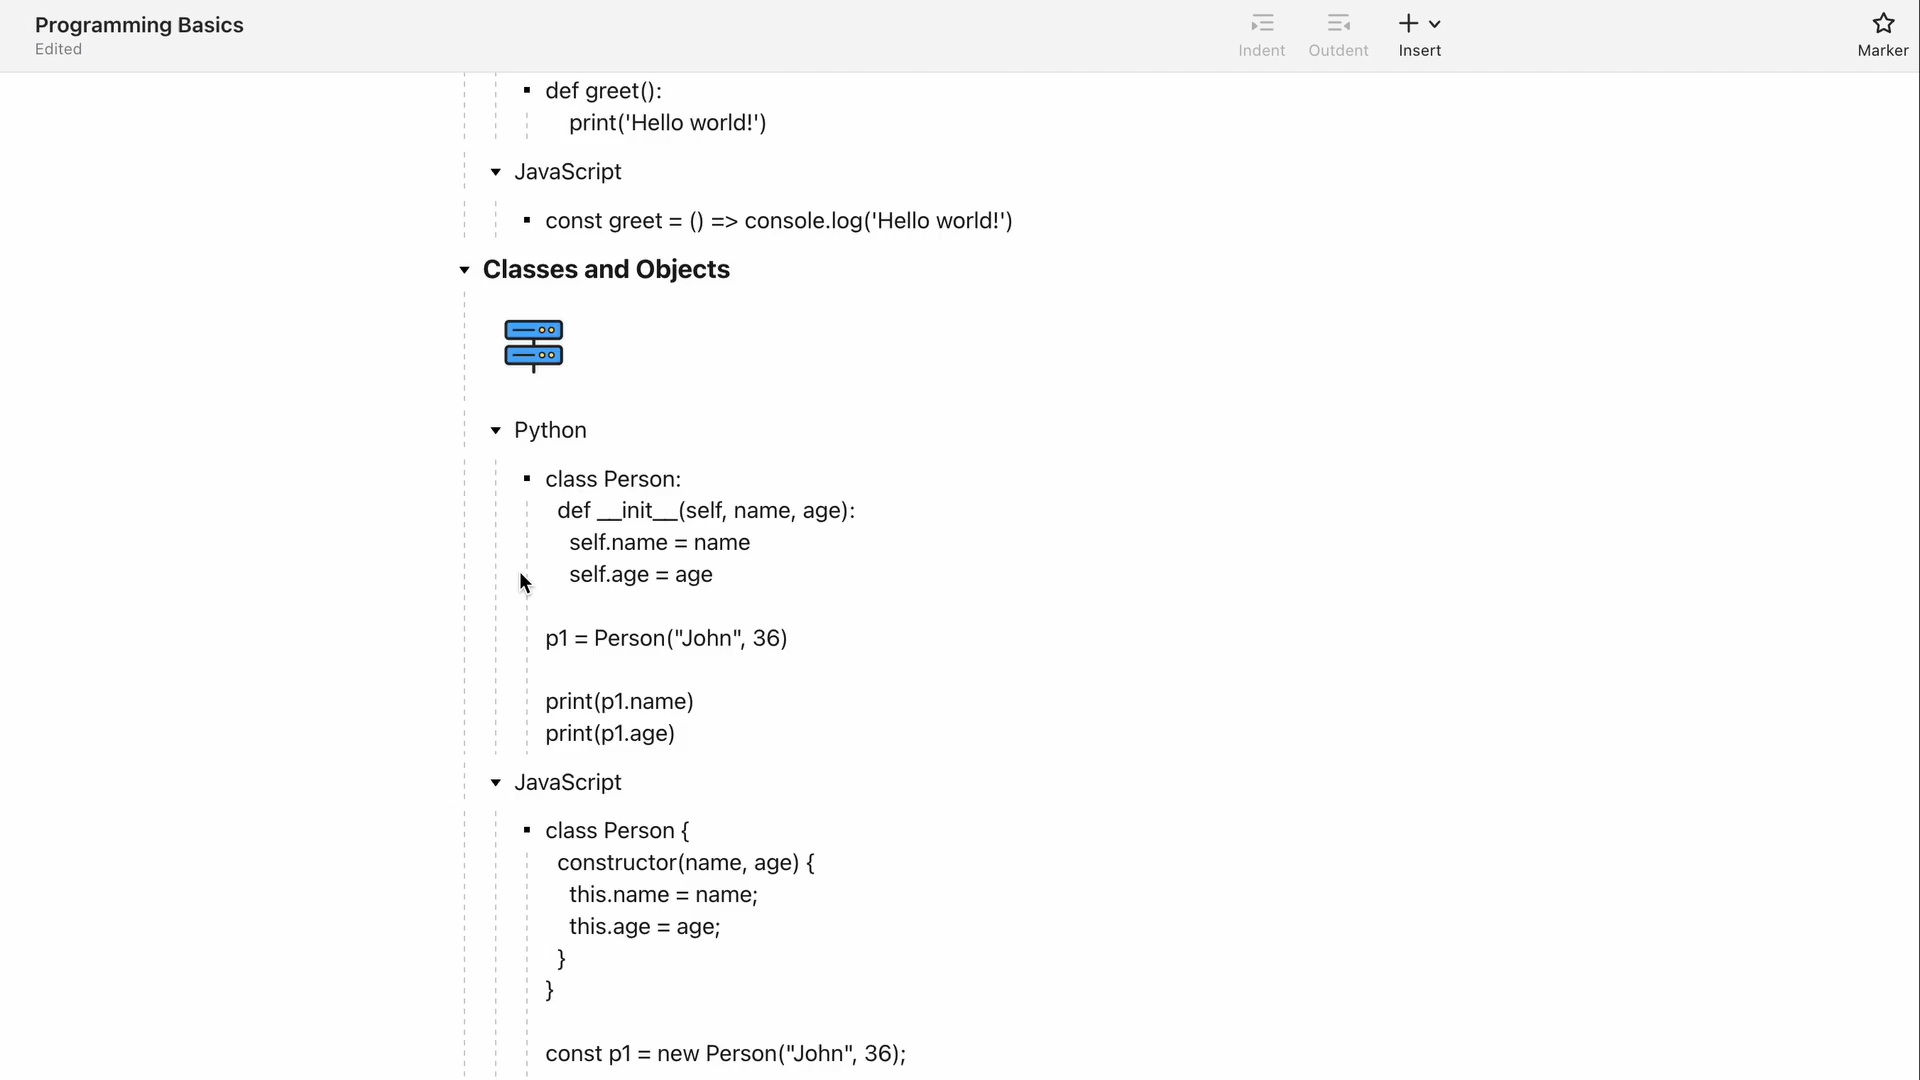 Programming Basics
Edited
Indent
Outdent
Insert
Marker
def greet():
print('Hello world!')
JavaScript
const greet = () => console.log('Hello world!')
Classes and Objects
Python
class Person:
def __init__(self, name, age):
self.name = name
self.age = age
p1 = Person("John", 36)
print(p1.name)
print(p1.age)
JavaScript
class Person {
constructor(name, age) {
this.name = name;
this.age = age;
}
}
const p1 = new Person("John", 36);